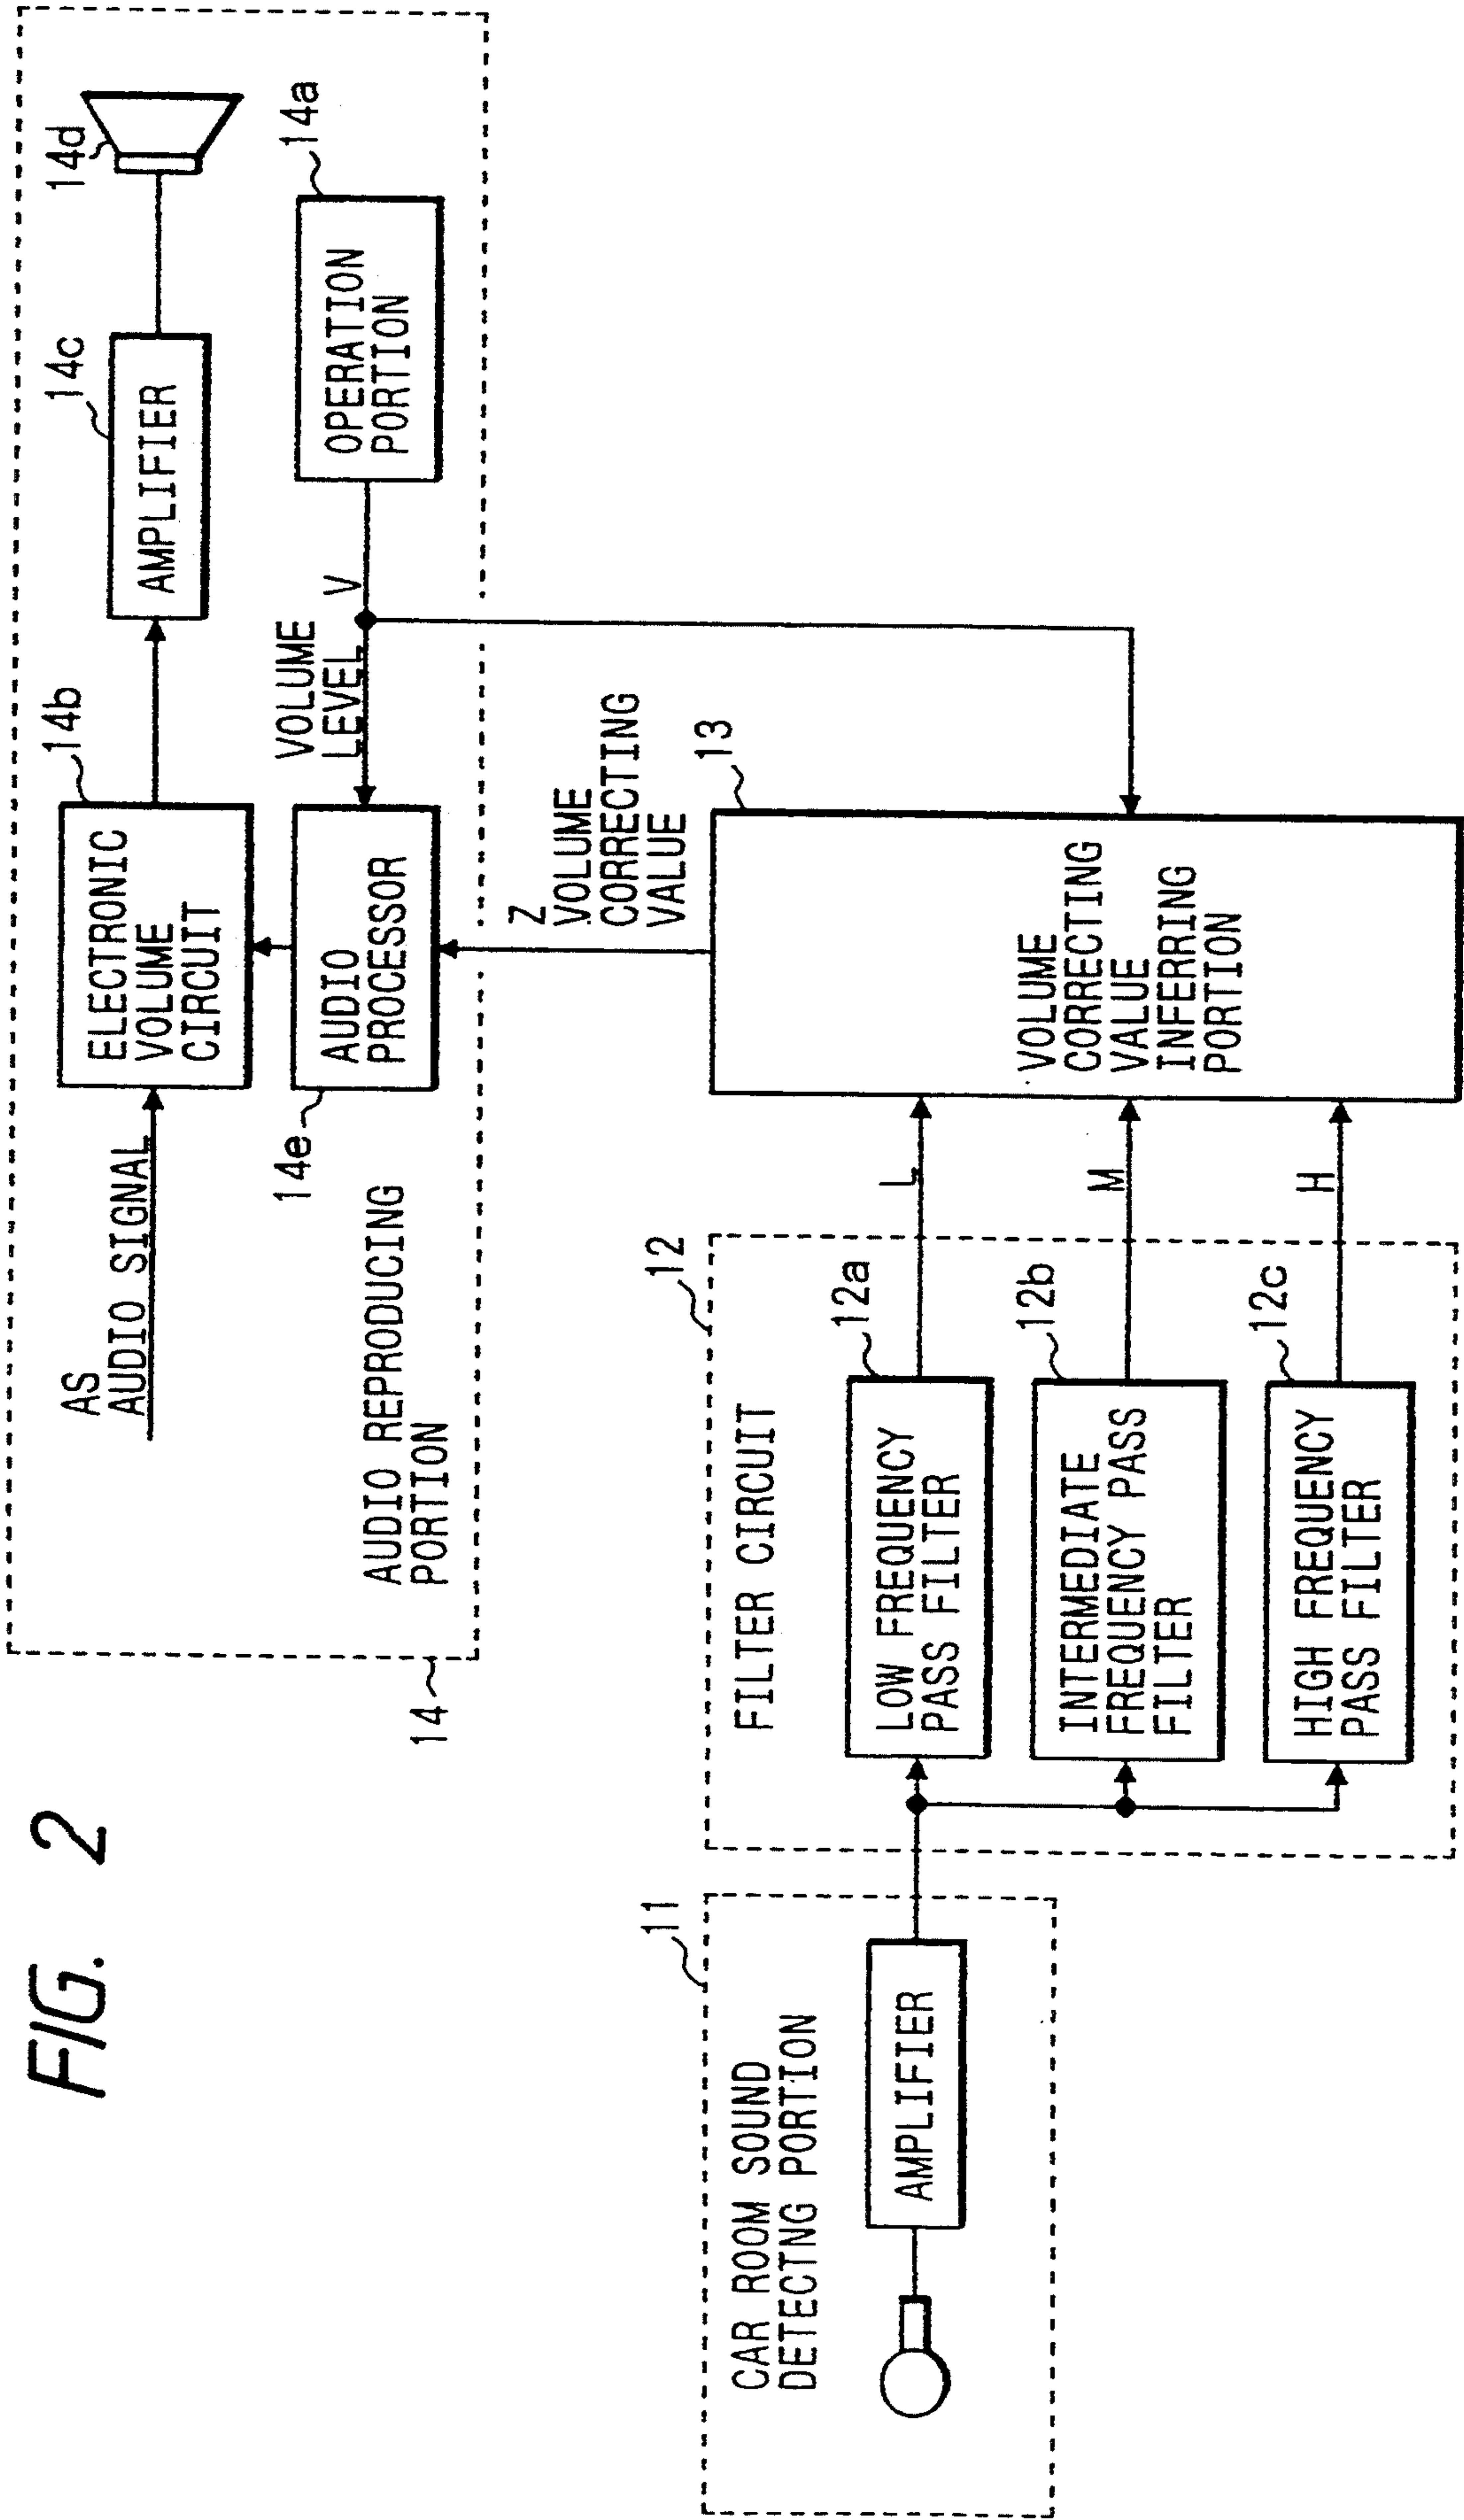 FIG. 2
14
AUDIO REPRODUCING
PORTION
AS
AUDIO SIGNAL
14b
ELECTRONIC
VOLUME
CIRCUIT
14c
AMPLIFIER
14d
14e
AUDIO
PROCESSOR
VOLUME
LEVEL V
14a
OPERATION
PORTION
Z
VOLUME
CORRECTING
VALUE
11
CAR ROOM SOUND
DETECTNG PORTION
AMPLIFIER
12
FILTER CIRCUIT
12a
LOW FREQUENCY
PASS FILTER
12b
INTERMEDIATE
FREQUENCY PASS
FILTER
12c
HIGH FREQUENCY
PASS FILTER
L
M
H
13
VOLUME
CORRECTING
VALUE
INFERRING
PORTION